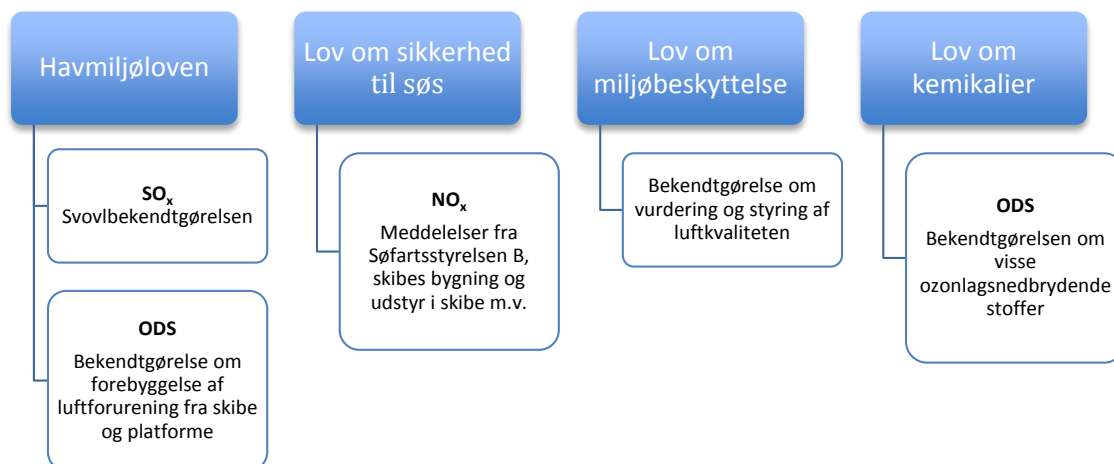 Havmiljøloven
SO_x
Svovlbekendtgørelsen
ODS
Bekendtgørelse om
forebyggelse af
luftforurening fra skibe
og platforme
Lov om sikkerhed
til søs
NO_x
Meddelelser fra
Søfartsstyrelsen B,
skibes bygning og
udstyr i skibe m.v.
Lov om
miljøbeskyttelse
Bekendtgørelse om
vurdering og styring af
luftkvaliteten
Lov om
kemikalier
ODS
Bekendtgørelsen om
visse
ozonlagsnedbrydende
stoffer